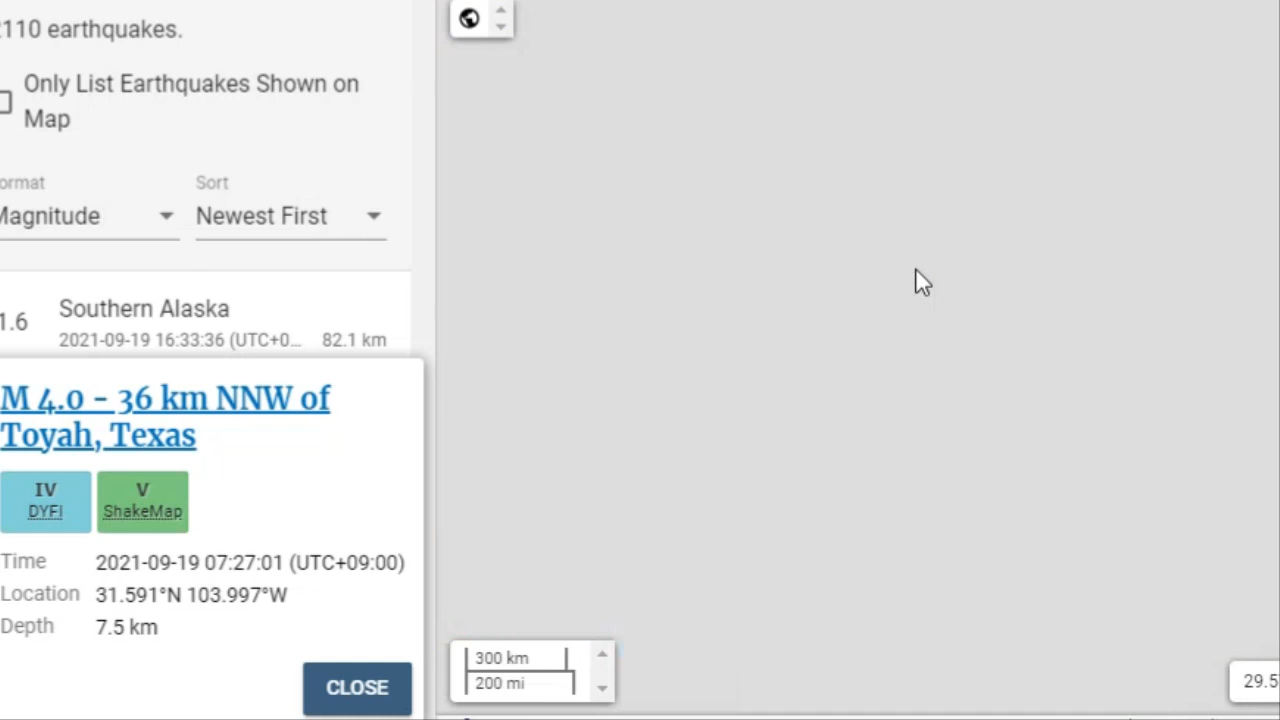 110 earthquakes.
Only List Earthquakes Shown on
Map
ormat
Sort
Magnitude
Newest First
1.6
Southern Alaska
2021-09-19 16:33:36 (UTC+0...
82.1 km
M 4.0 - 36 km NNW of
Toyah, Texas
IV
DYFI
V
ShakeMap
Time
2021-09-19 07:27:01 (UTC+09:00)
Location
31.591°N 103.997°W
Depth
7.5 km
CLOSE
300 km
200 mi
29.5